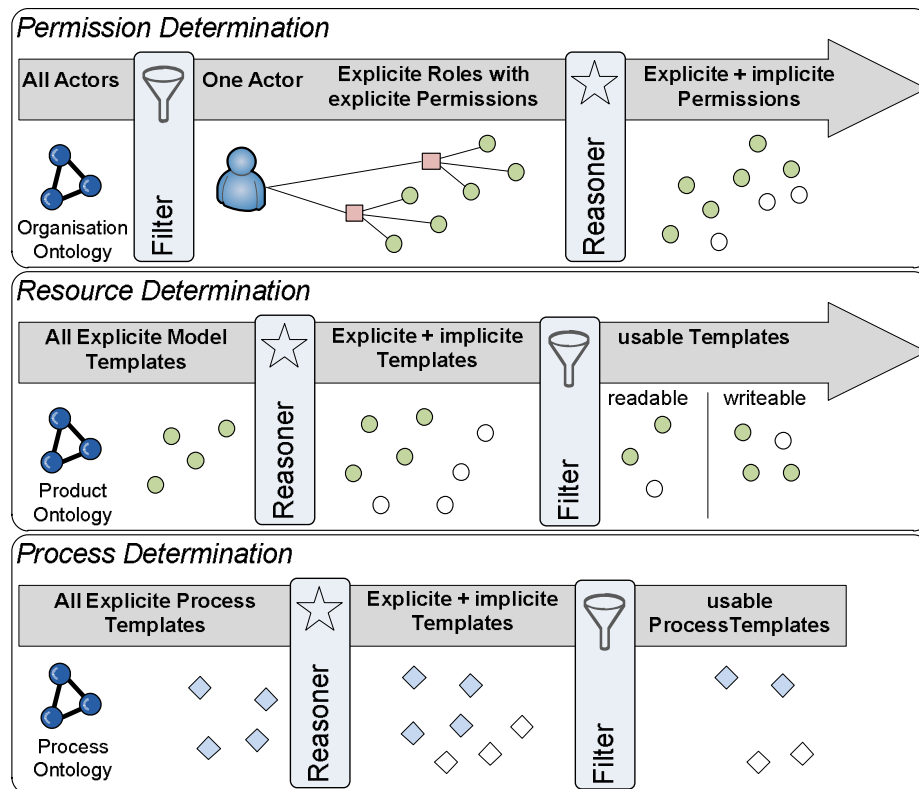 Permission Determination
All Actors
One Actor
Explicite Roles with
explicite Permissions
Explicite + implicite
Permissions
Filter
Reasoner
Organisation
Ontology
Resource Determination
All Explicite Model
Templates
Explicite + implicite
Templates
usable Templates
readable
writeable
Reasoner
Filter
Product
Ontology
Process Determination
All Explicite Process
Templates
Explicite + implicite
Templates
usable
ProcessTemplates
Reasoner
Filter
Process
Ontology